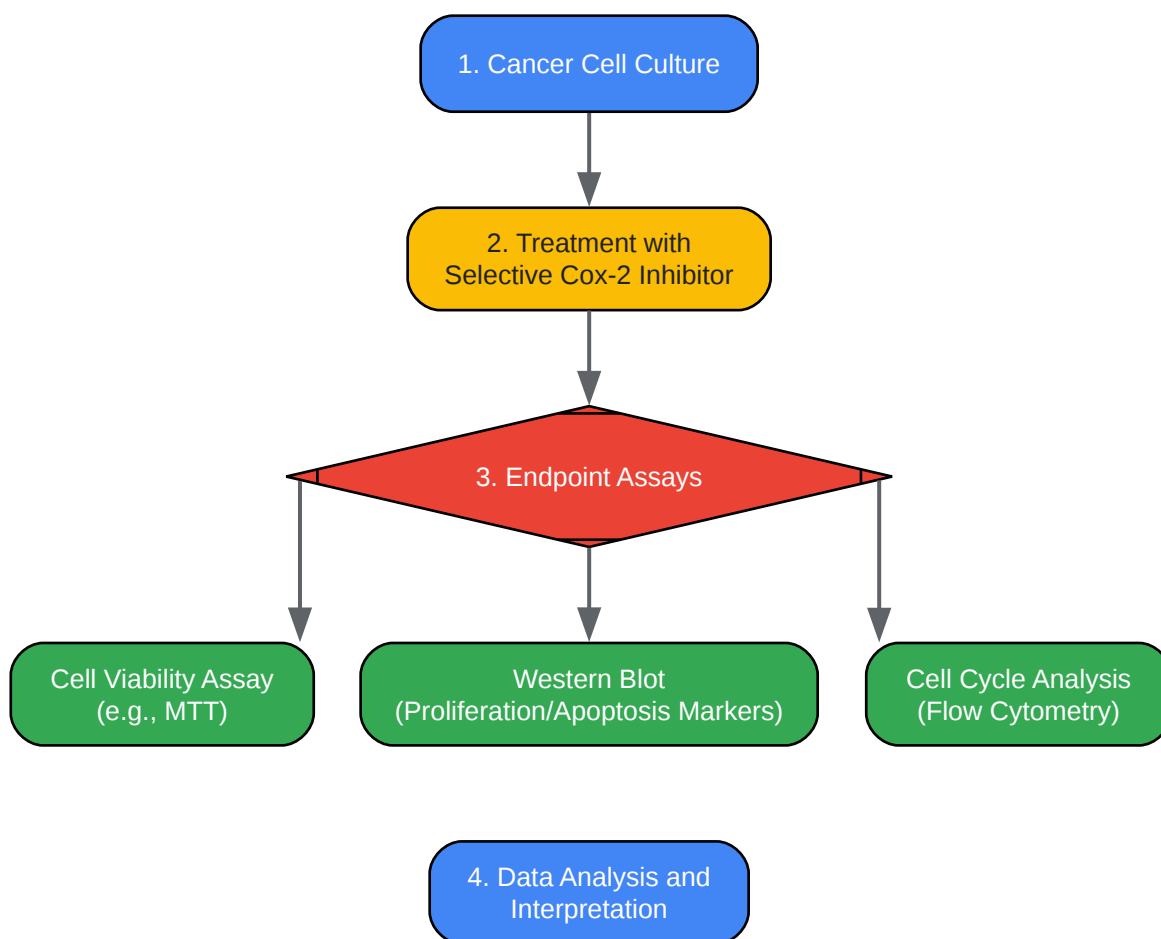 1. Cancer Cell Culture
2. Treatment with
Selective Cox-2 Inhibitor
3. Endpoint Assays
Cell Viability Assay
(e.g., MTT)
Western Blot
(Proliferation/Apoptosis Markers)
Cell Cycle Analysis
(Flow Cytometry)
4. Data Analysis and
Interpretation